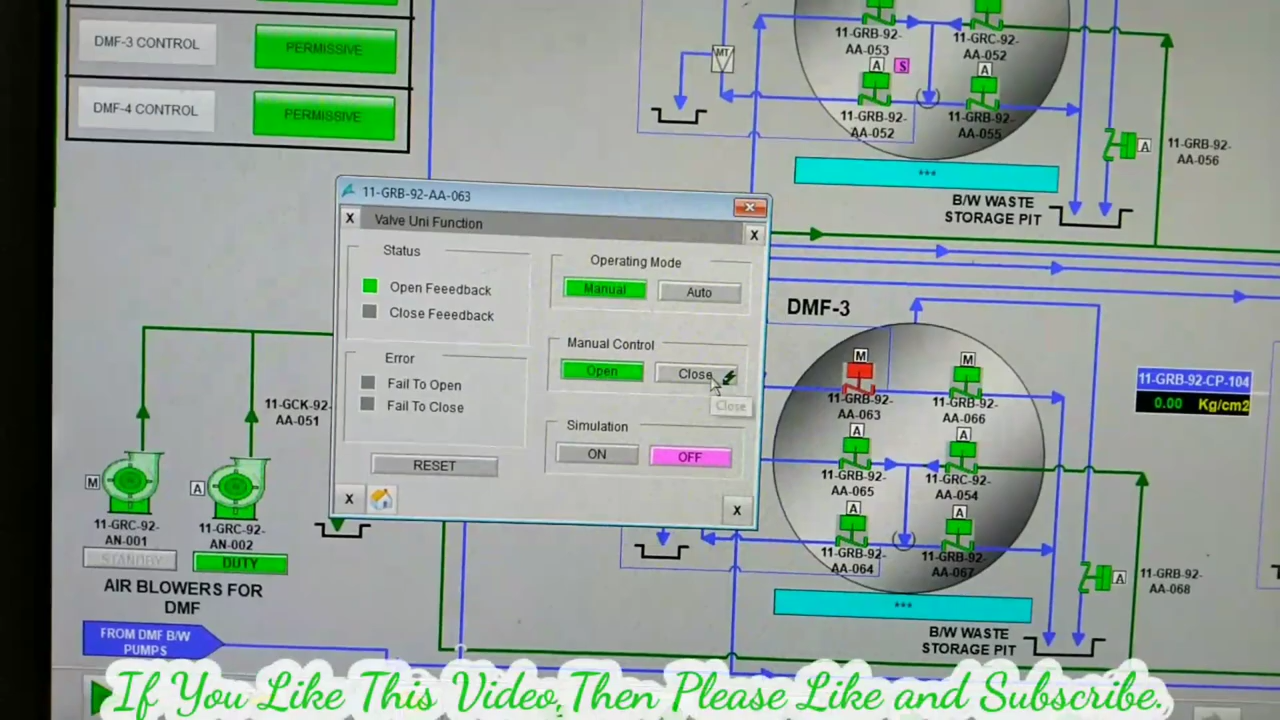 DMF-3 CONTROL
PERMISSIVE
DMF-4 CONTROL
PERMISSIVE
11-GRB-92-
AA-053
11-GRC-92-
AA-052
MT
A
S
A
11-GRB-92-
AA-052
11-GRB-92-
AA-055
A
11-GRB-92-
AA-056
***
B/W WASTE
STORAGE PIT
11-GRB-92-AA-063
X
Valve Uni Function
X
Status
Open Feeedback
Close Feeedback
Operating Mode
Manual
Auto
Manual Control
Open
Close
Close
Error
Fail To Open
Fail To Close
Simulation
ON
OFF
RESET
X
X
DMF-3
M
M
11-GRB-92-
AA-063
11-GRB-92-
AA-066
A
A
11-GRB-92-
AA-065
11-GRC-92-
AA-054
A
A
11-GRB-92-
AA-064
11-GRB-92-
AA-067
11-GRB-92-CP-104
0.00 Kg/cm2
A
11-GRB-92-
AA-068
***
B/W WASTE
STORAGE PIT
11-GCK-92-
AA-051
M
A
11-GRC-92-
AN-001
11-GRC-92-
AN-002
STANDBY
DUTY
AIR BLOWERS FOR
DMF
FROM DMF B/W
PUMPS
If You Like This Video,Then Please Like and Subscribe.